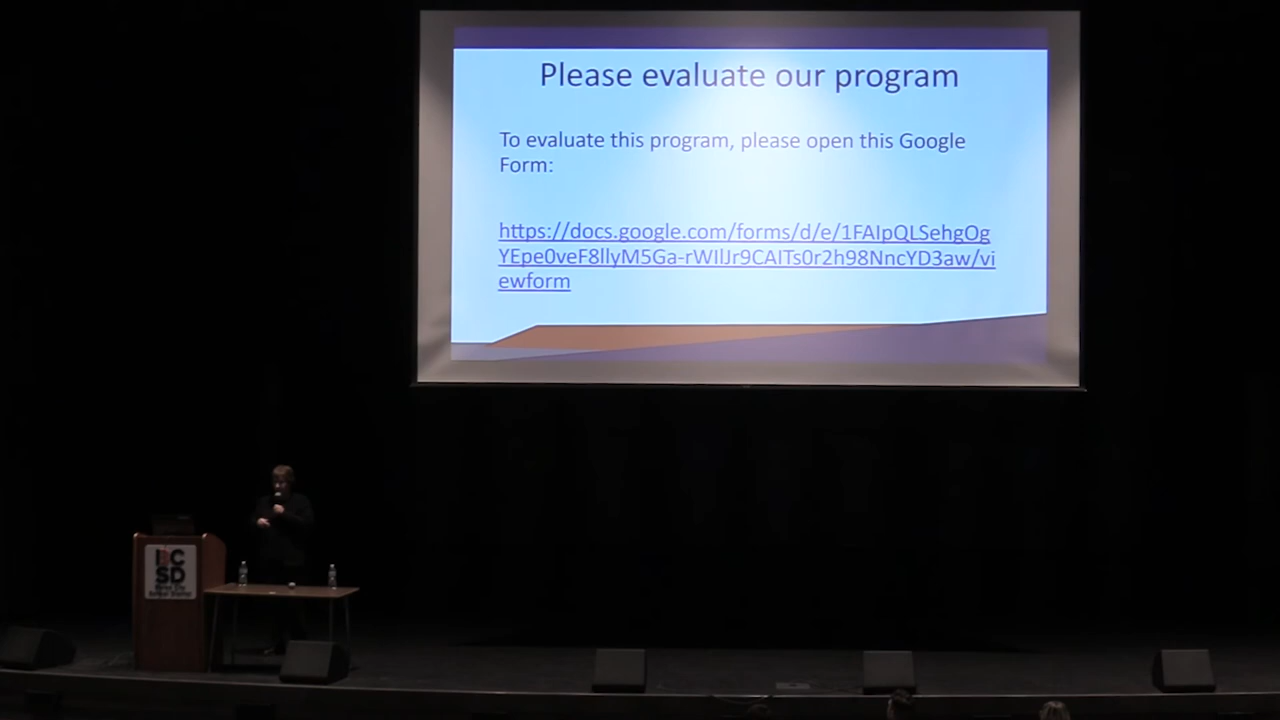 Please evaluate our program
To evaluate this program, please open this Google
Form:
https://docs.google.com/forms/d/e/1FAIpQLSehgOg
YEpe0veF8llyM5Ga-rWIlJr9CAITs0r2h98NncYD3aw/vi
ewform
SD